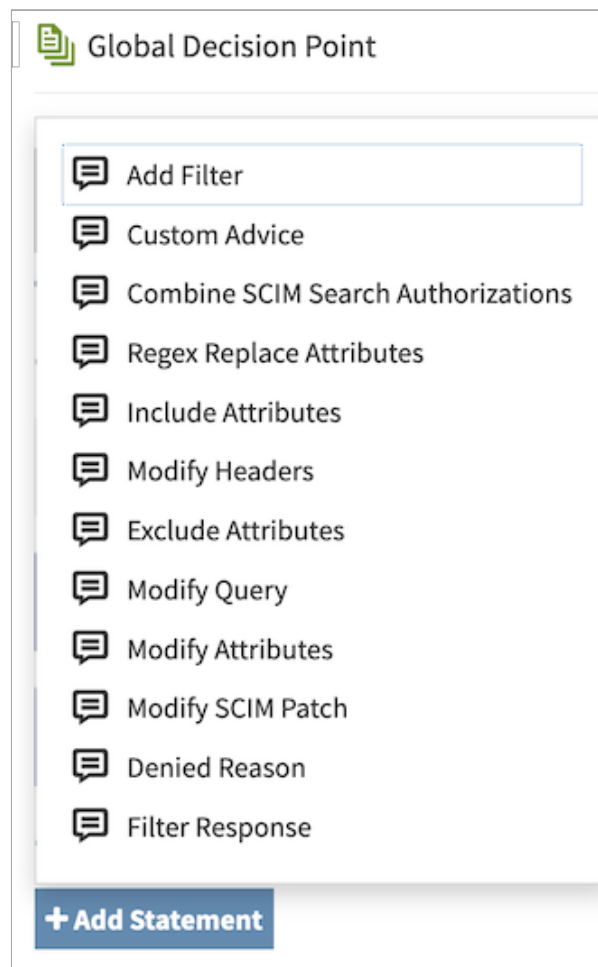 Global Decision Point
Add Filter
Custom Advice
Combine SCIM Search Authorizations
Regex Replace Attributes
Include Attributes
Modify Headers
Exclude Attributes
Modify Query
Modify Attributes
Modify SCIM Patch
Denied Reason
Filter Response
+ Add Statement